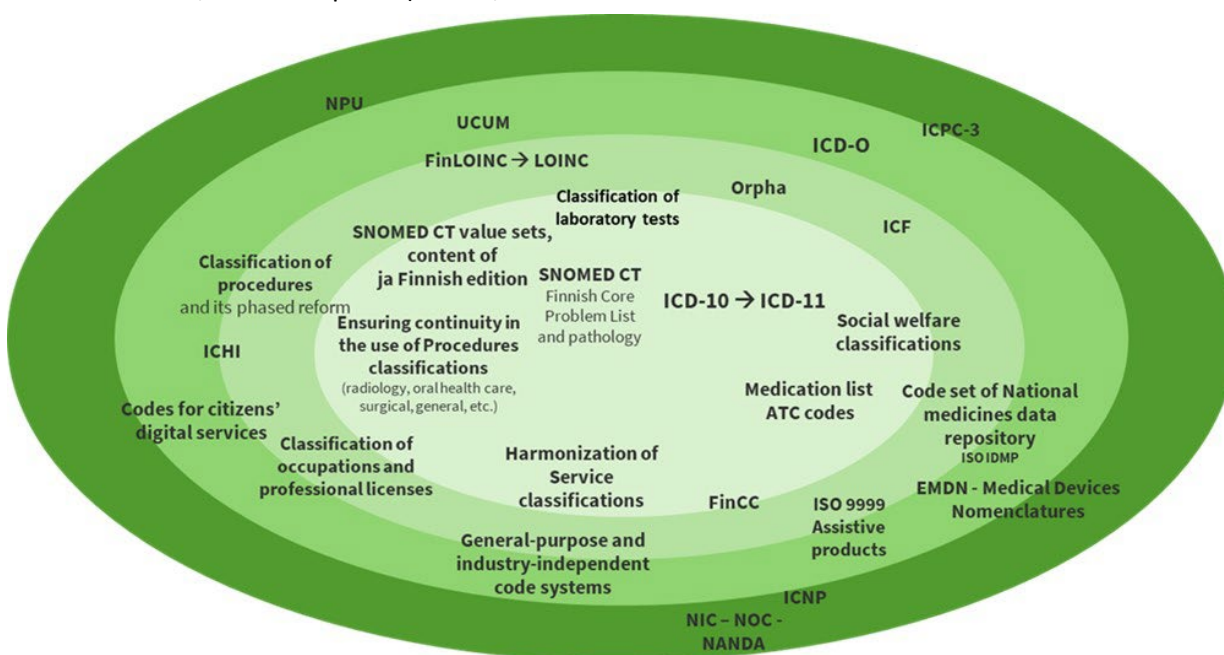 NPU
UCUM
ICPC-3
ICD-O
FinLOINC → LOINC
Orpha
Classification of
laboratory tests
ICF
SNOMED CT value sets,
content of
ja Finnish edition
Classification of
procedures
and its phased reform
SNOMED CT
Finnish Core
Problem List
and pathology
ICD-10 → ICD-11
Ensuring continuity in
the use of Procedures
classifications
(radiology, oral health care,
surgical, general, etc.)
Social welfare
classifications
ICHI
Medication list
ATC codes
Code set of National
medicines data
repository
ISO IDMP
Codes for citizens’
digital services
Classification of
occupations and
professional licenses
Harmonization of
Service
classifications
FinCC
ISO 9999
Assistive
products
EMDN - Medical Devices
Nomenclatures
General-purpose and
industry-independent
code systems
ICNP
NIC – NOC -
NANDA